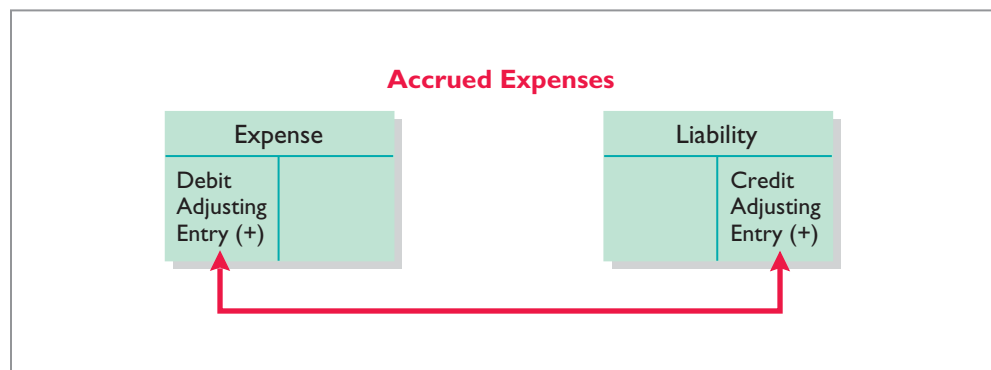 Accrued Expenses
Expense
Debit
Adjusting
Entry (+)
Liability
Credit
Adjusting
Entry (+)